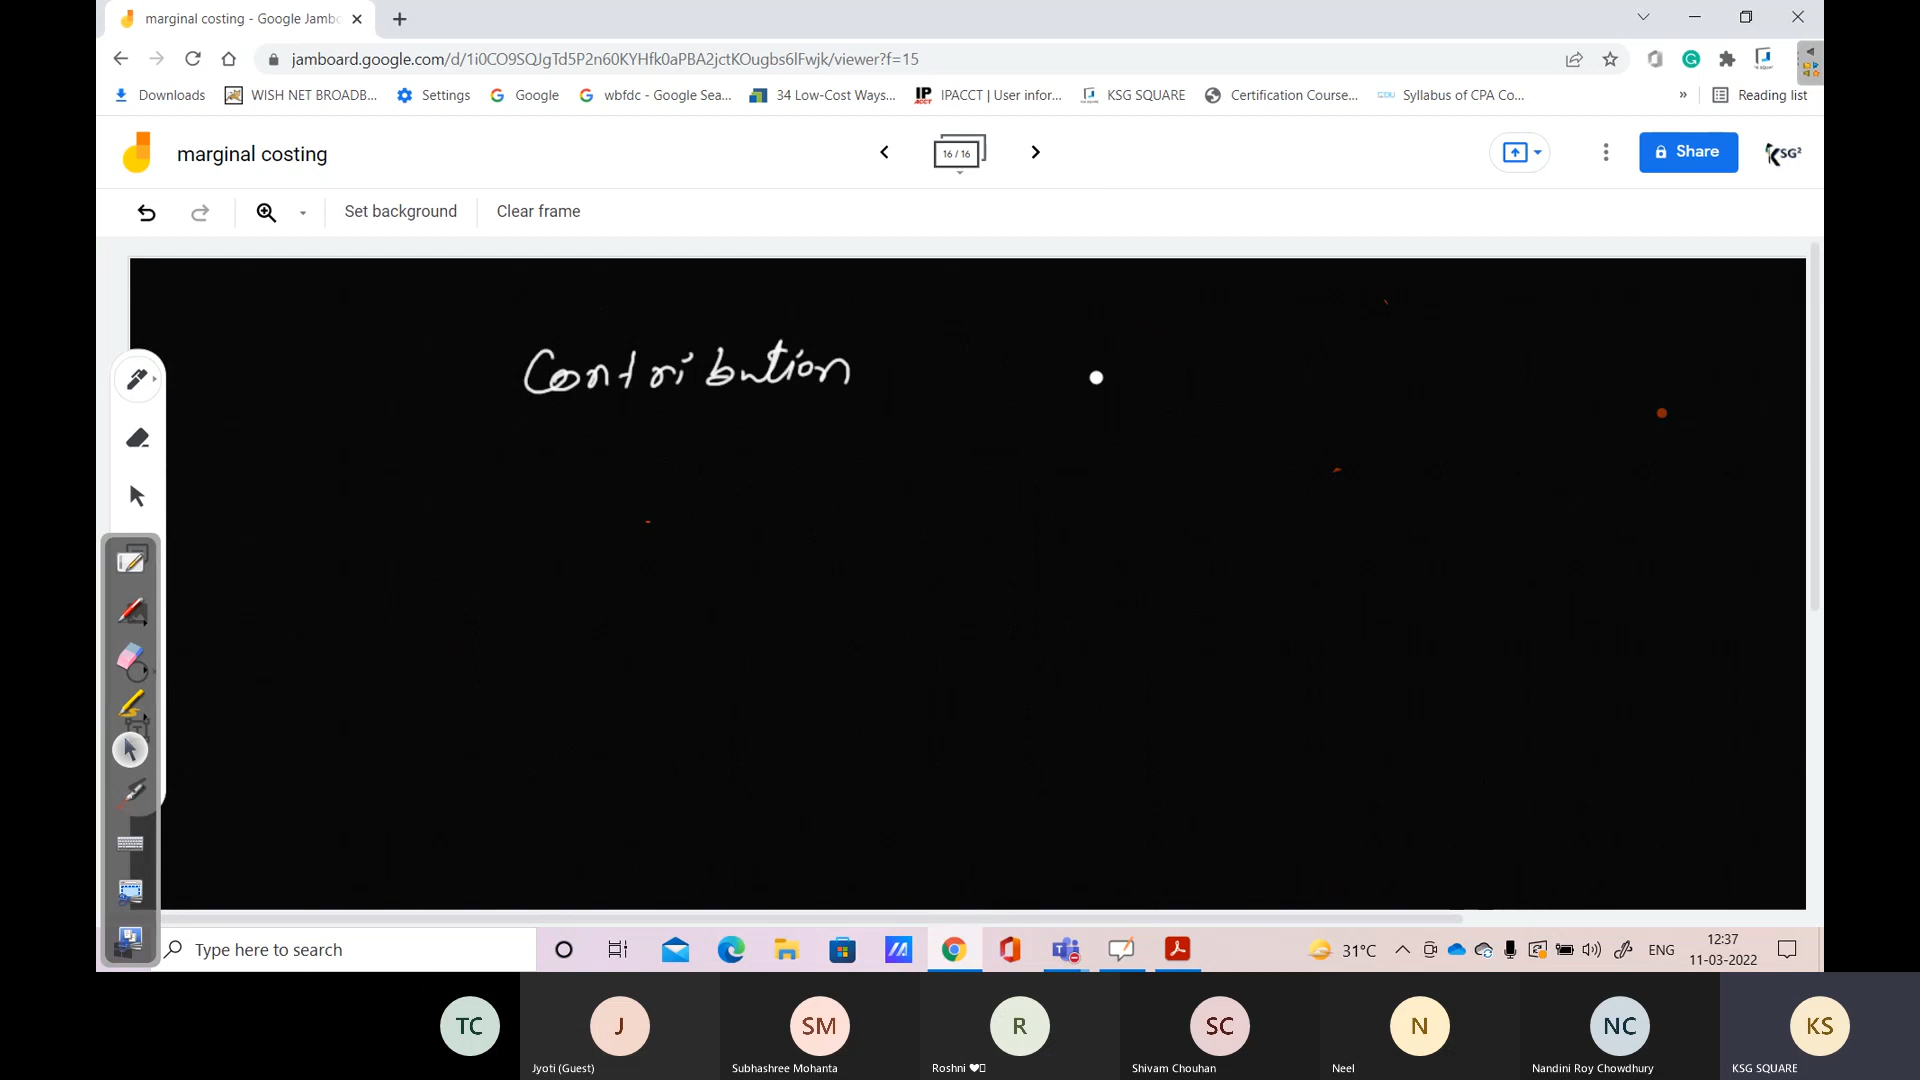 marginal costing - Google Jambo
jamboard.google.com/d/1i0CO9SQJgTd5P2n60KYHfk0aPBA2jctKOugbs6lFwjk/viewer?f=15
Downloads WISH NET BROADB... Settings Google wbfdc - Google Sea... 34 Low-Cost Ways... IPACCT | User infor... KSG SQUARE Certification Course... Syllabus of CPA Co... » Reading list
marginal costing 16 / 16 Share KSG²
Set background Clear frame
Contribution
Type here to search 31°C ENG 12:37
11-03-2022
TC J SM R SC N NC KS
Jyoti (Guest) Subhashree Mohanta Roshni ❤ Shivam Chouhan Neel Nandini Roy Chowdhury KSG SQUARE